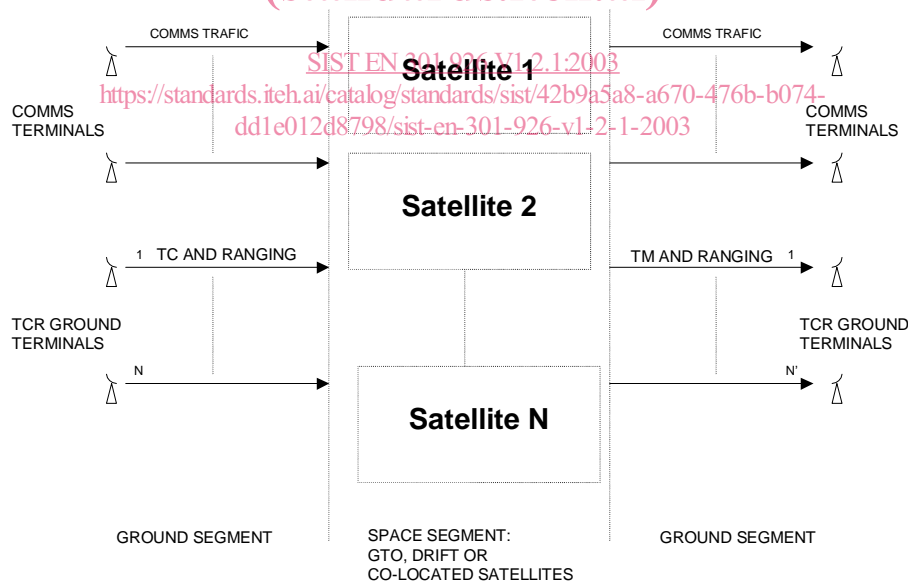 COMMS TRAFIC
COMMS TRAFIC
SIST EN 301 926 V1.2.1:2003
Satellite 1
https://standards.iteh.ai/catalog/standards/sist/42b9a5a8-a670-476b-b074-
dd1e012d8798/sist-en-301-926-v1-2-1-2003
COMMS
TERMINALS
COMMS
TERMINALS
Satellite 2
1 TC AND RANGING
TM AND RANGING 1
TCR GROUND
TERMINALS
TCR GROUND
TERMINALS
N
N'
Satellite N
GROUND SEGMENT
SPACE SEGMENT:
GTO, DRIFT OR
CO-LOCATED SATELLITES
GROUND SEGMENT